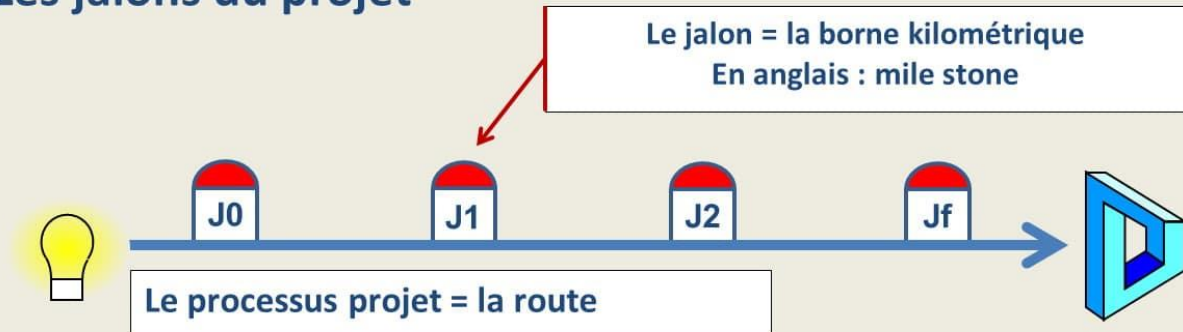 Les jalons du projet
Le jalon = la borne kilométrique
En anglais : mile stone
J0
J1
J2
Jf
Le processus projet = la route